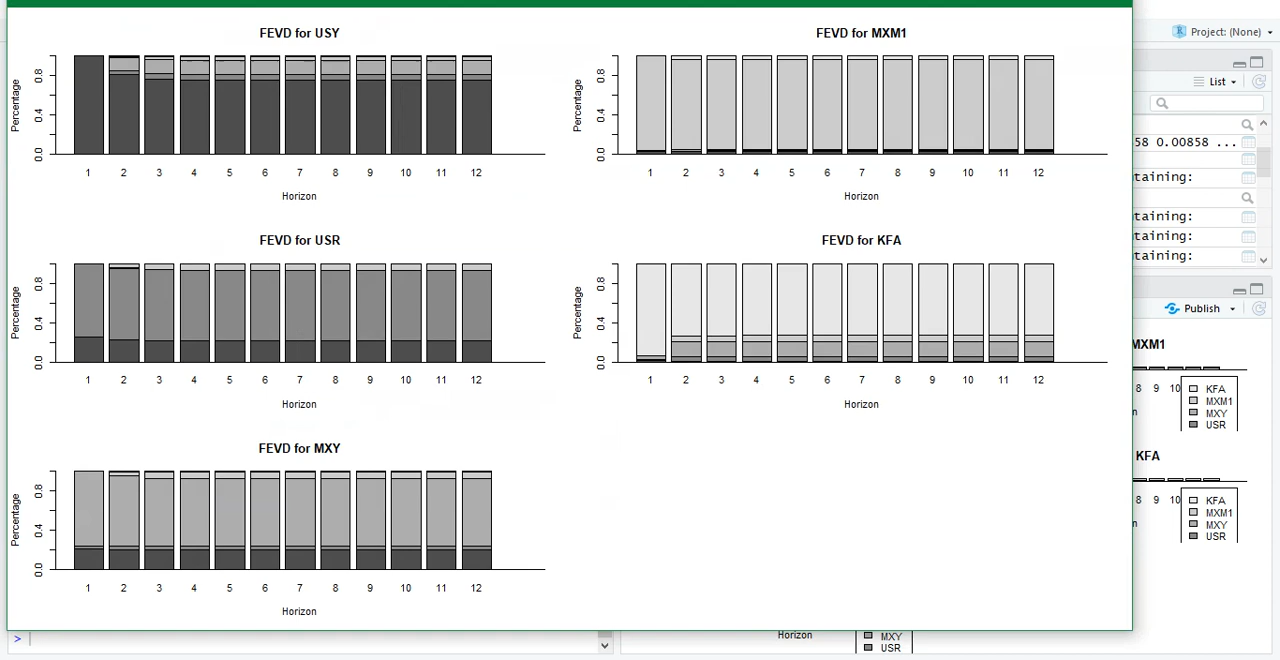 FEVD for USY
Percentage
0.0 0.4 0.8
1 2 3 4 5 6 7 8 9 10 11 12
Horizon
FEVD for USR
Percentage
0.0 0.4 0.8
1 2 3 4 5 6 7 8 9 10 11 12
Horizon
FEVD for MXY
Percentage
0.0 0.4 0.8
1 2 3 4 5 6 7 8 9 10 11 12
Horizon
FEVD for MXM1
Percentage
0.0 0.4 0.8
1 2 3 4 5 6 7 8 9 10 11 12
Horizon
FEVD for KFA
Percentage
0.0 0.4 0.8
1 2 3 4 5 6 7 8 9 10 11 12
Horizon
Project: (None)
List
58 0.00858 ...
ntaining:
taining:
taining:
taining:
Publish
MXM1
8 9 10
KFA
MXM1
MXY
USR
KFA
8 9 10
KFA
MXM1
MXY
USR
>
Horizon
MXY
USR